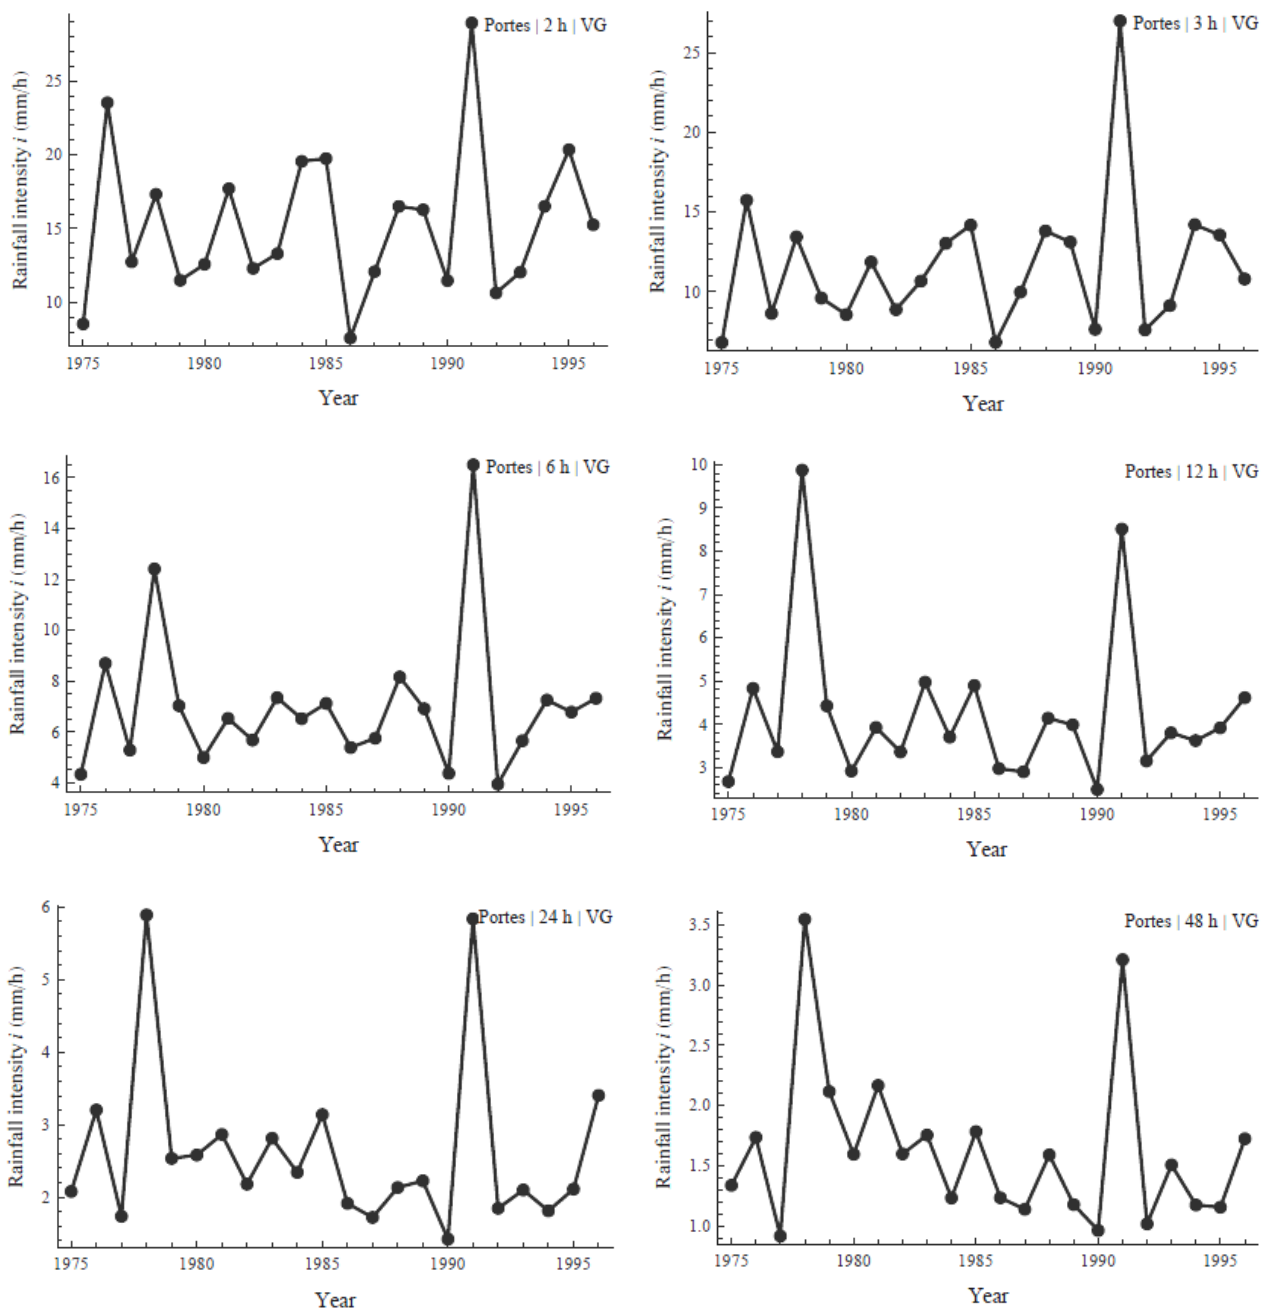 Portes | 2 h | VG
Rainfall intensity i (mm/h)
25
20
15
10
1975 1980 1985 1990 1995
Year
Portes | 3 h | VG
Rainfall intensity i (mm/h)
25
20
15
10
1975 1980 1985 1990 1995
Year
Portes | 6 h | VG
Rainfall intensity i (mm/h)
16
14
12
10
8
6
4
1975 1980 1985 1990 1995
Year
Portes | 12 h | VG
Rainfall intensity i (mm/h)
10
9
8
7
6
5
4
3
1975 1980 1985 1990 1995
Year
Portes | 24 h | VG
Rainfall intensity i (mm/h)
6
5
4
3
2
1975 1980 1985 1990 1995
Year
Portes | 48 h | VG
Rainfall intensity i (mm/h)
3.5
3.0
2.5
2.0
1.5
1.0
1975 1980 1985 1990 1995
Year